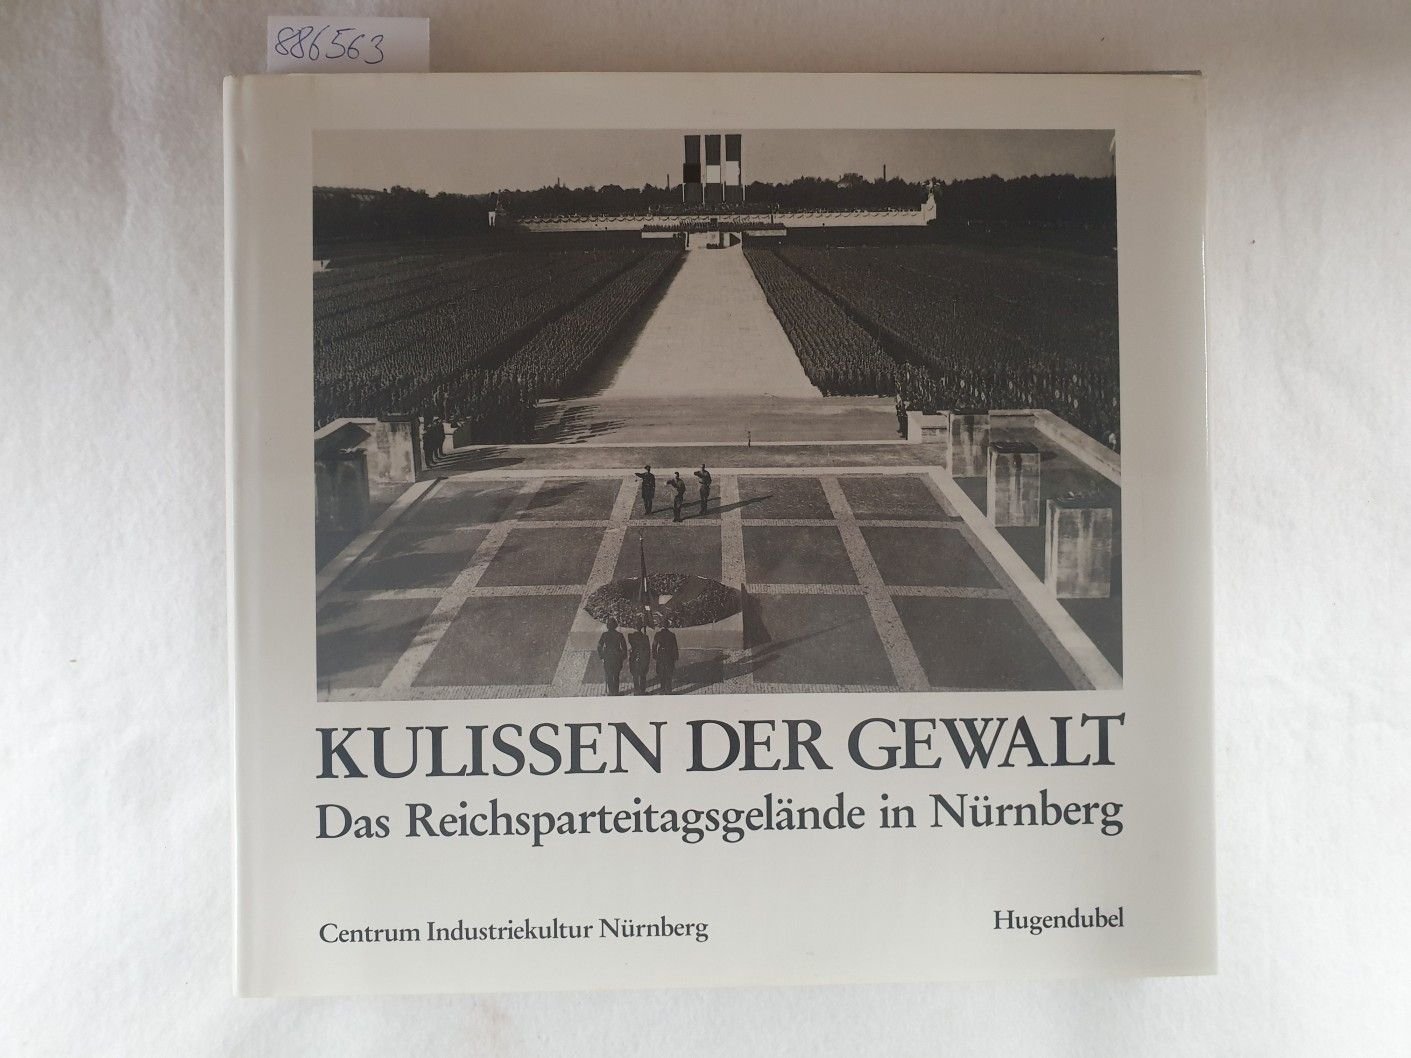 886563
KULISSEN DER GEWALT
Das Reichsparteitagsgelände in Nürnberg
Centrum Industriekultur Nürnberg
Hugendubel